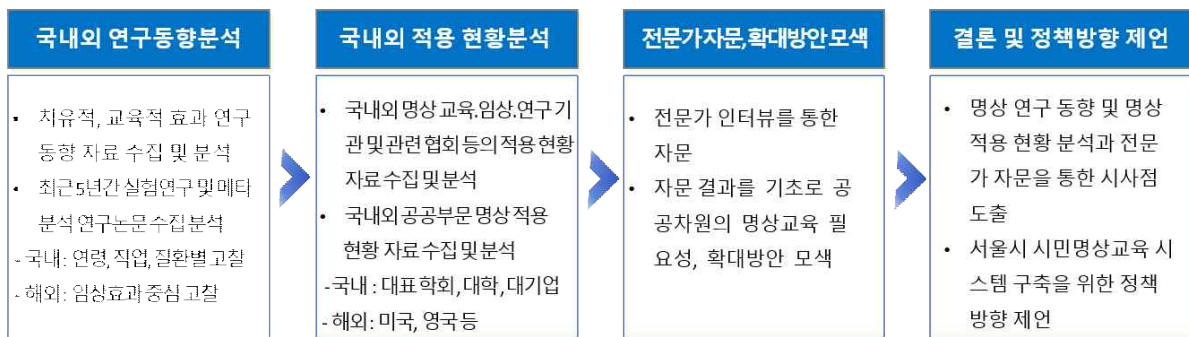 국내외 연구동향분석
• 치유적, 교육적 효과 연구
동향 자료 수집 및 분석
• 최근5년간 실험연구 및 메타
분석 연구논문 수집 분석
- 국내 : 연령, 직업, 질환별 고찰
- 해외 : 임상효과 중심 고찰
국내외 적용 현황분석
• 국내외 명상 교육.임상.연구 기
관 및 관련 협회 등의 적용 현황
자료 수집 및 분석
• 국내외 공공부문 명상 적용
현황 자료 수집 및 분석
- 국내 : 대표 학회, 대학, 대기업
- 해외 : 미국, 영국 등
전문가자문,확대방안모색
• 전문가 인터뷰를 통한
자문
• 자문 결과를 기초로 공
공차원의 명상교육 필
요성, 확대방안 모색
결론 및 정책방향 제언
• 명상 연구 동향 및 명상
적용 현황 분석과 전문
가 자문을 통한 시사점
도출
• 서울시 시민명상교육 시
스템 구축을 위한 정책
방향 제언